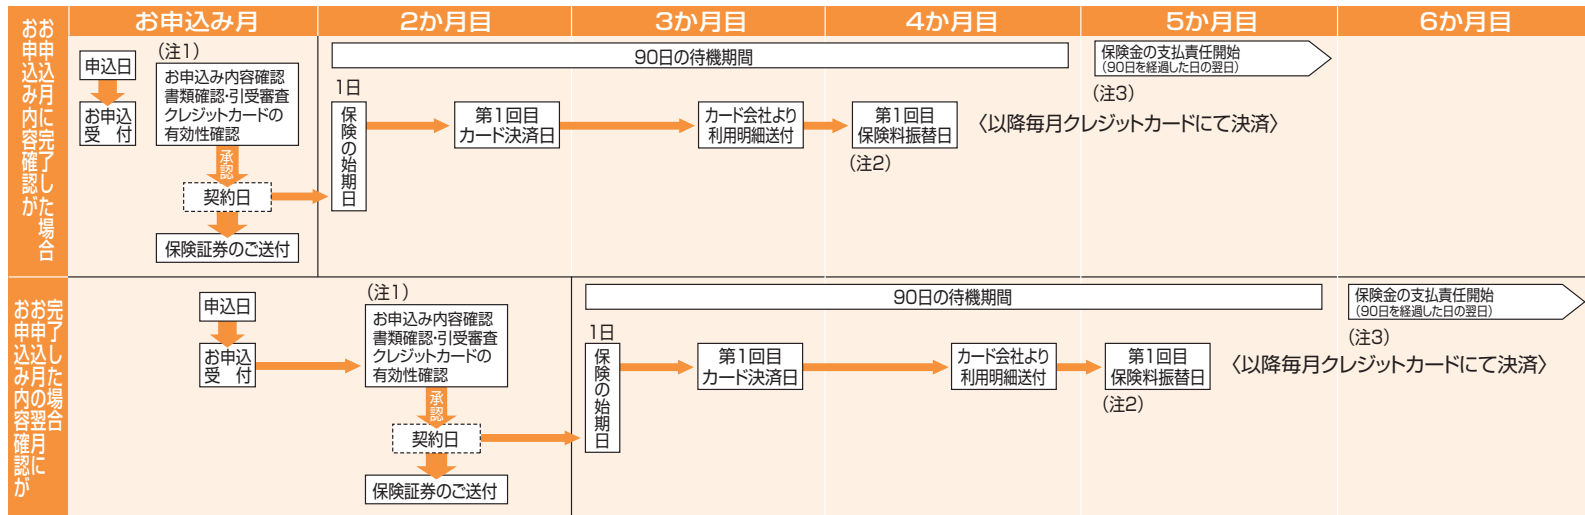 お申込み月
2か月目
3か月目
4か月目
5か月目
6か月目
お申込み内容確認が
お申込月に完了した場合
申込日
お申込
受　付
(注1)
お申込み内容確認
書類確認・引受審査
クレジットカードの
有効性確認
承認
契約日
保険証券のご送付
90日の待機期間
1日
保険の始期日
第1回目
カード決済日
カード会社より
利用明細送付
第1回目
保険料振替日
(注2)
保険金の支払責任開始
(90日を経過した日の翌日)
(注3)
〈以降毎月クレジットカードにて決済〉
お申込み内容確認が
お申込月の翌月に
完了した場合
申込日
お申込
受　付
(注1)
お申込み内容確認
書類確認・引受審査
クレジットカードの
有効性確認
承認
契約日
保険証券のご送付
90日の待機期間
1日
保険の始期日
第1回目
カード決済日
カード会社より
利用明細送付
第1回目
保険料振替日
(注2)
保険金の支払責任開始
(90日を経過した日の翌日)
(注3)
〈以降毎月クレジットカードにて決済〉